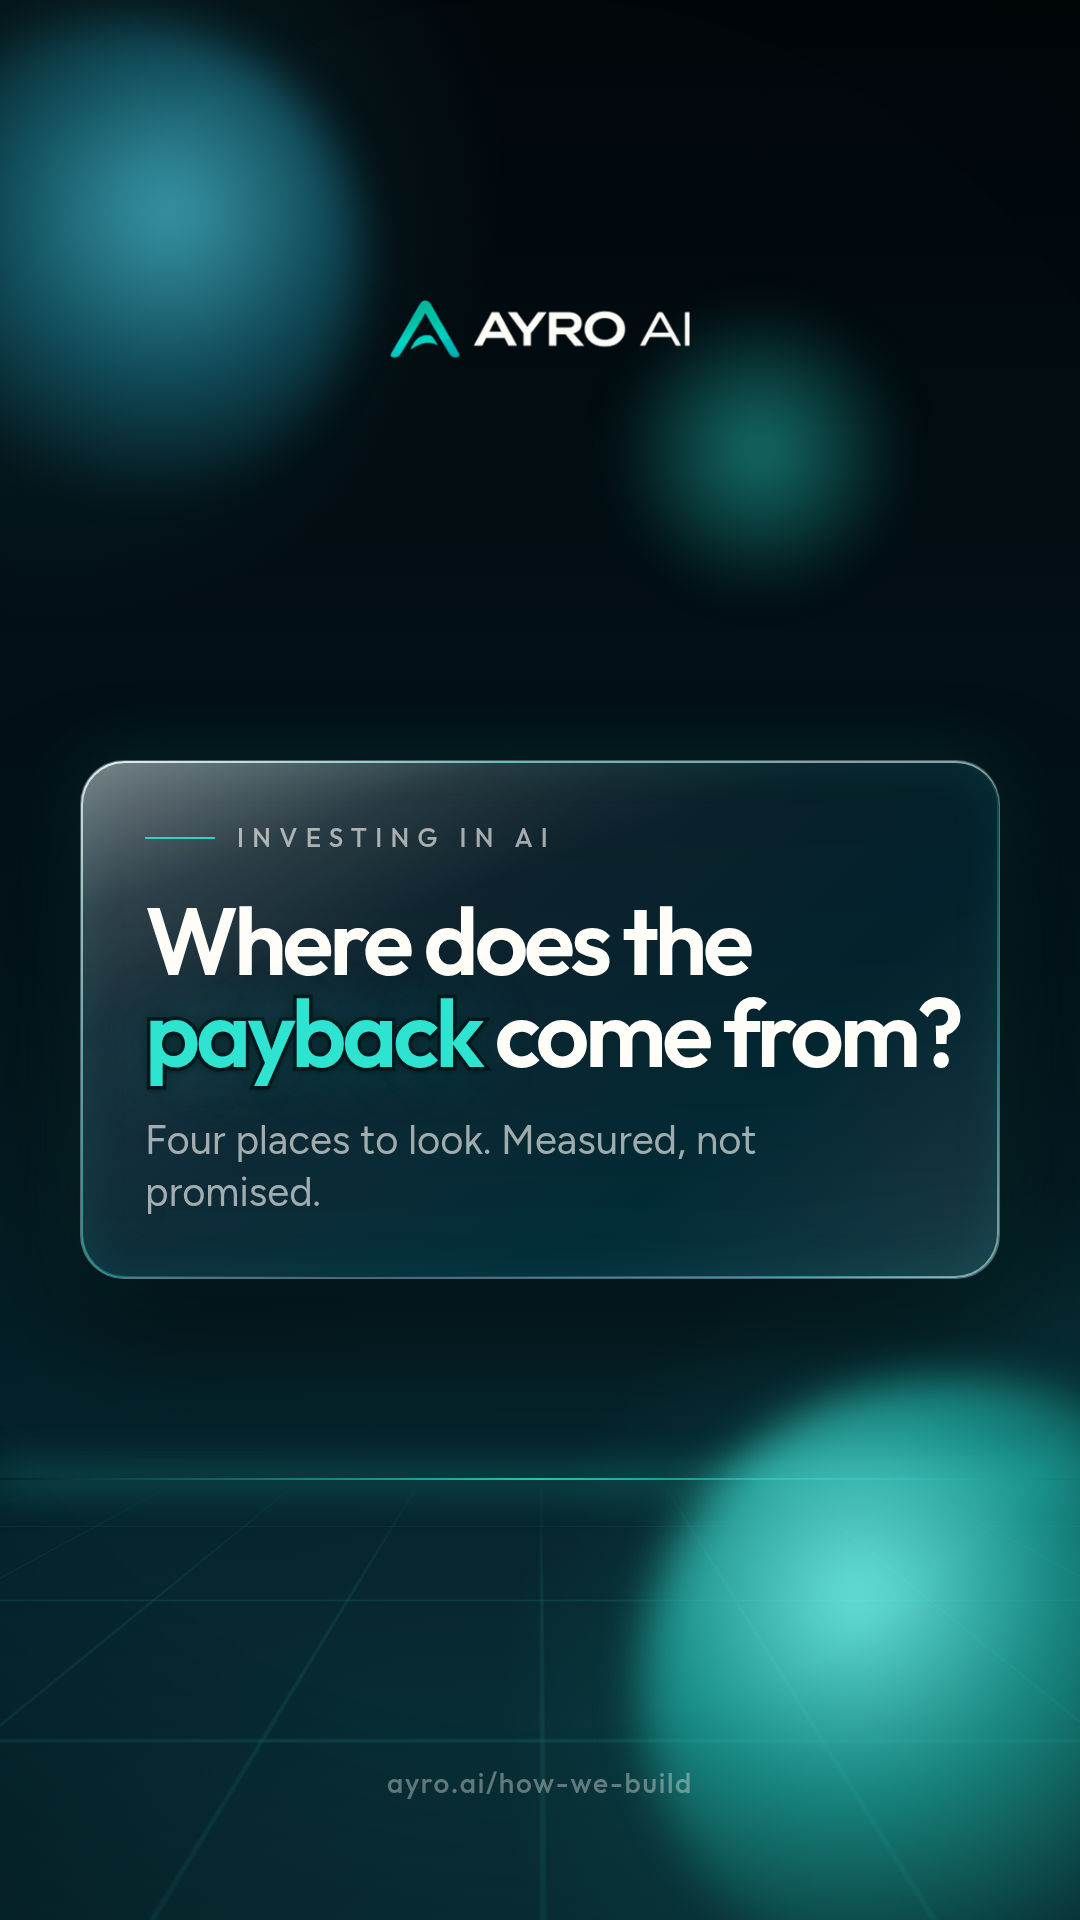 AYRO AI
INVESTING IN AI
Where does the
payback come from?
Four places to look. Measured, not
promised.
ayro.ai/how-we-build